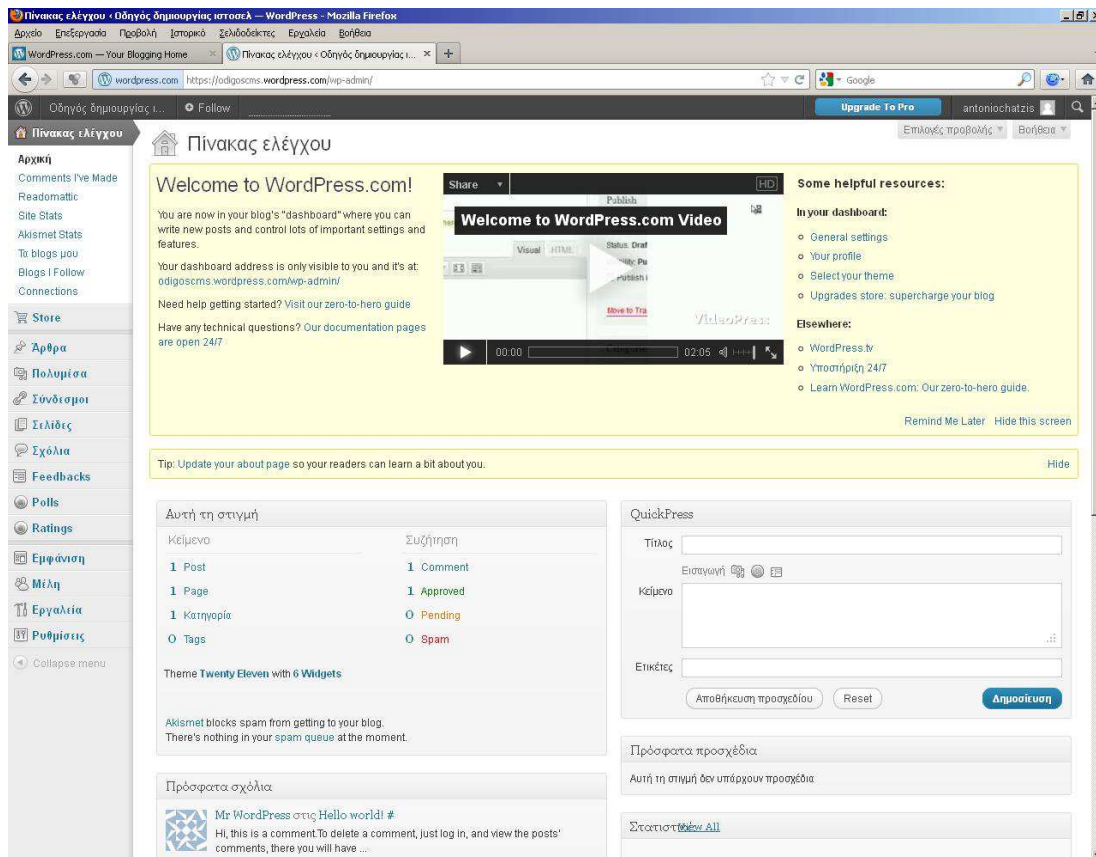 Πίνακας ελέγχου ‹ Οδηγός δημιουργίας ιστοσελ — WordPress - Mozilla Firefox
Αρχείο Επεξεργασία Προβολή Ιστορικό Σελιδοδείκτες Εργαλεία Βοήθεια
WordPress.com — Your Blogging Home × Πίνακας ελέγχου ‹ Οδηγός δημιουργίας ι... × +
wordpress.com https://odigoscms.wordpress.com/wp-admin/ Google
Οδηγός δημιουργίας ι... Follow Upgrade To Pro antoniochatzis
Επιλογές προβολής Βοήθεια
Πίνακας ελέγχου
Αρχική
Comments I've Made
Readomattic
Site Stats
Akismet Stats
Τα blogs μου
Blogs I Follow
Connections
Store
Άρθρα
Πολυμέσα
Σύνδεσμοι
Σελίδες
Σχόλια
Feedbacks
Polls
Ratings
Εμφάνιση
Μέλη
Εργαλεία
Ρυθμίσεις
Collapse menu
Πίνακας ελέγχου
Welcome to WordPress.com!
You are now in your blog's "dashboard" where you can
write new posts and control lots of important settings and
features.
Your dashboard address is only visible to you and it's at:
odigoscms.wordpress.com/wp-admin/
Need help getting started? Visit our zero-to-hero guide
Have any technical questions? Our documentation pages
are open 24/7
Share HD
Publish
Welcome to WordPress.com Video
Visual HTML Status: Draf
Publish
Move to Tra
VideoPress
00:00 02:05
Some helpful resources:
In your dashboard:
General settings
Your profile
Select your theme
Upgrades store: supercharge your blog
Elsewhere:
WordPress.tv
Υποστήριξη 24/7
Learn WordPress.com: Our zero-to-hero guide.
Remind Me Later Hide this screen
Tip: Update your about page so your readers can learn a bit about you. Hide
Αυτή τη στιγμή
Κείμενο Συζήτηση
1 Post 1 Comment
1 Page 1 Approved
1 Κατηγορία 0 Pending
0 Tags 0 Spam
Theme Twenty Eleven with 6 Widgets
Akismet blocks spam from getting to your blog.
There's nothing in your spam queue at the moment.
Πρόσφατα σχόλια
Mr WordPress στις Hello world! #
Hi, this is a comment.To delete a comment, just log in, and view the posts'
comments, there you will have ...
QuickPress
Τίτλος
Εισαγωγή
Κείμενο
Ετικέτες
Αποθήκευση προσχεδίου Reset Δημοσίευση
Πρόσφατα προσχέδια
Αυτή τη στιγμή δεν υπάρχουν προσχέδια
View All